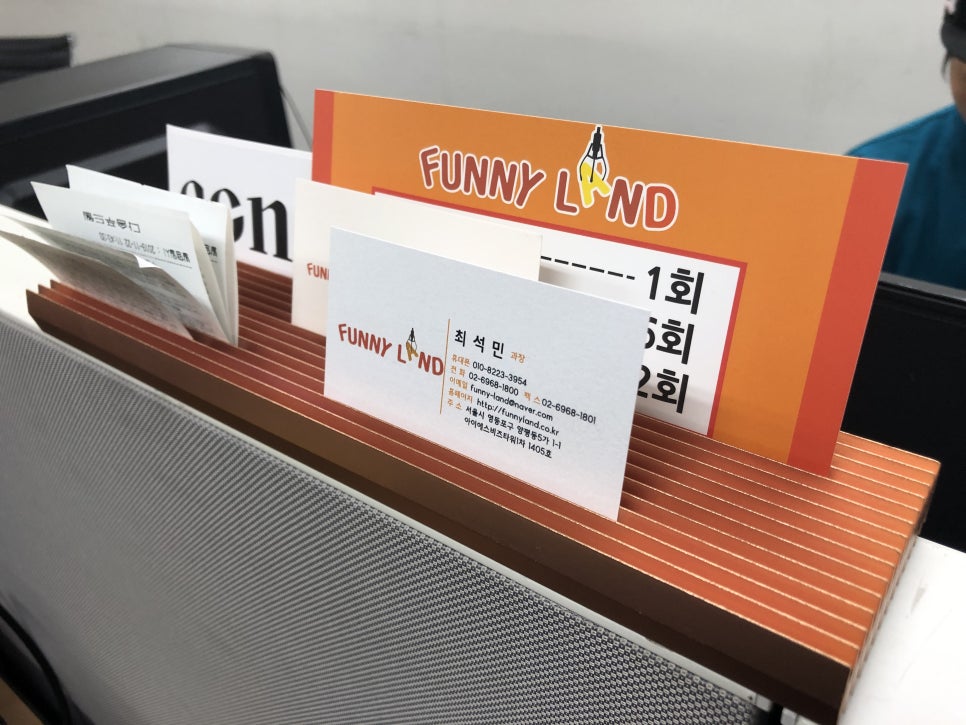 FUNNY LAND
1회
5회
2회
con
FUN
FUNNY LAND
최석민 과장
휴대폰 010-8223-3954
전 화 02-6968-1800 팩 스 02-6968-1801
이메일 funny-land@naver.com
홈페이지 http://funnyland.co.kr
주 소 서울시 영등포구 양평동5가 1-1
아이에스비즈타워1차 1405호